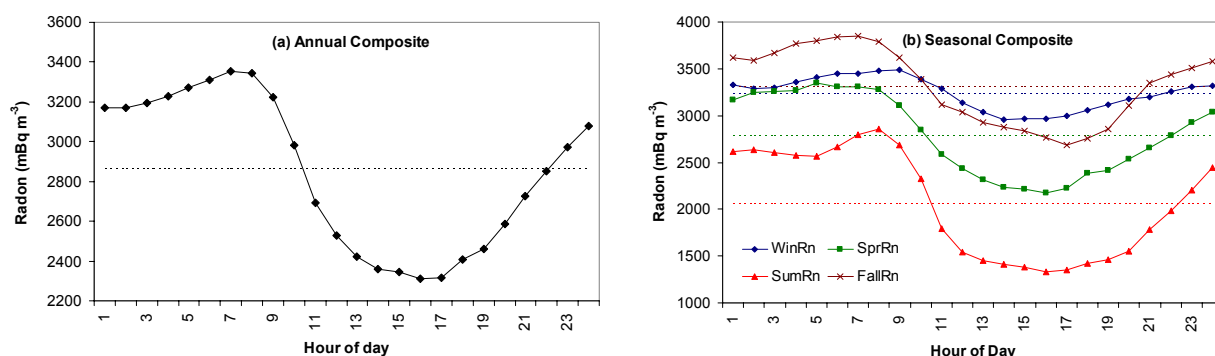 (a) Annual Composite
Radon (mBq m-3)
3600
3400
3200
3000
2800
2600
2400
2200
1 3 5 7 9 11 13 15 17 19 21 23
Hour of day
(b) Seasonal Composite
Radon (mBq m-3)
4000
3500
3000
2500
2000
1500
1000
WinRn SprRn
SumRn FallRn
1 3 5 7 9 11 13 15 17 19 21 23
Hour of Day